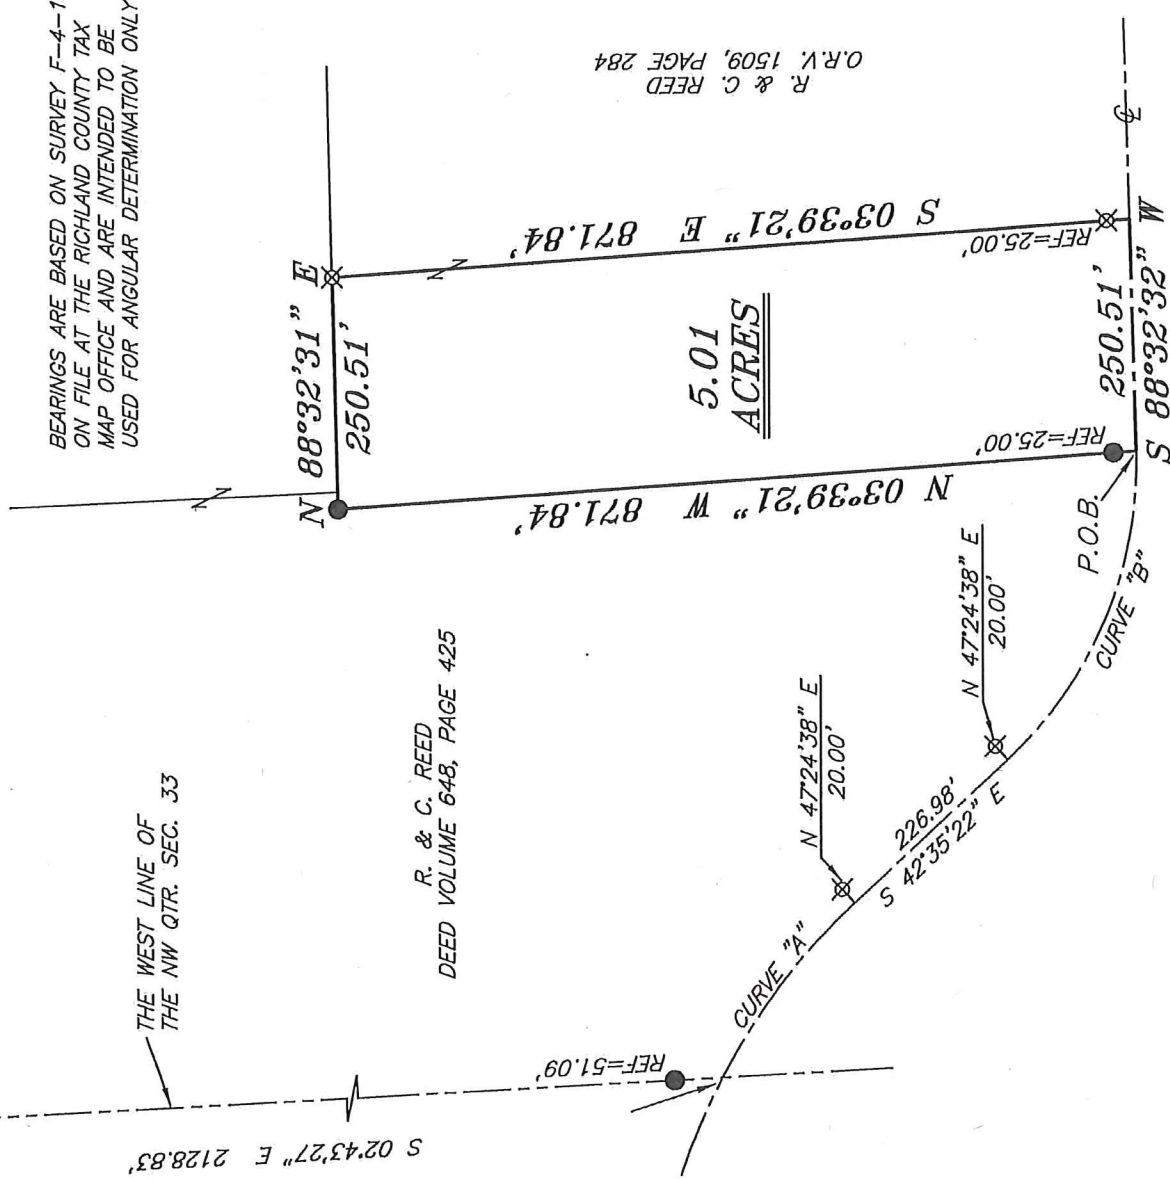 BEARINGS ARE BASED ON SURVEY F-4-1
ON FILE AT THE RICHLAND COUNTY TAX
MAP OFFICE AND ARE INTENDED TO BE
USED FOR ANGULAR DETERMINATION ONLY
R. & C. REED
O.R.V. 1509, PAGE 284
N 88°32'31" E
250.51'
S 03°39'21" E 871.84'
REF=25.00'
5.01
ACRES
N 03°39'21" W 871.84'
REF=25.00'
250.51'
S 88°32'32" W
P.O.B.
CURVE "B"
N 47°24'38" E
20.00'
N 47°24'38" E
20.00'
226.98'
S 42°35'22" E
CURVE "A"
R. & C. REED
DEED VOLUME 648, PAGE 425
THE WEST LINE OF
THE NW QTR. SEC. 33
REF=51.09'
S 02°43'27" E 2128.83'